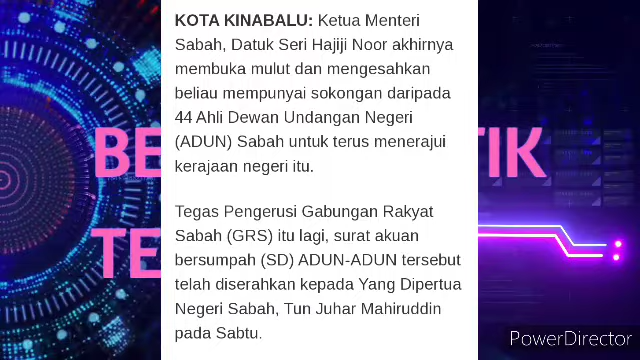 KOTA KINABALU: Ketua Menteri
Sabah, Datuk Seri Hajiji Noor akhirnya
membuka mulut dan mengesahkan
beliau mempunyai sokongan daripada
44 Ahli Dewan Undangan Negeri
(ADUN) Sabah untuk terus menerajui
kerajaan negeri itu.
Tegas Pengerusi Gabungan Rakyat
Sabah (GRS) itu lagi, surat akuan
bersumpah (SD) ADUN-ADUN tersebut
telah diserahkan kepada Yang Dipertua
Negeri Sabah, Tun Juhar Mahiruddin
pada Sabtu.
PowerDirector